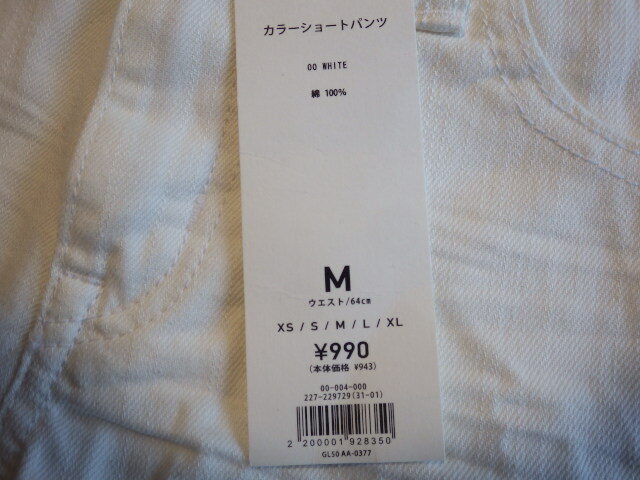 カラーショートパンツ
00 WHITE
綿 100%
M
ウエスト/64cm
XS / S / M / L / XL
¥990
(本体価格 ¥943)
00-004-000
227-229729(31-01)
2 200001 928350
GL50 AA-0377